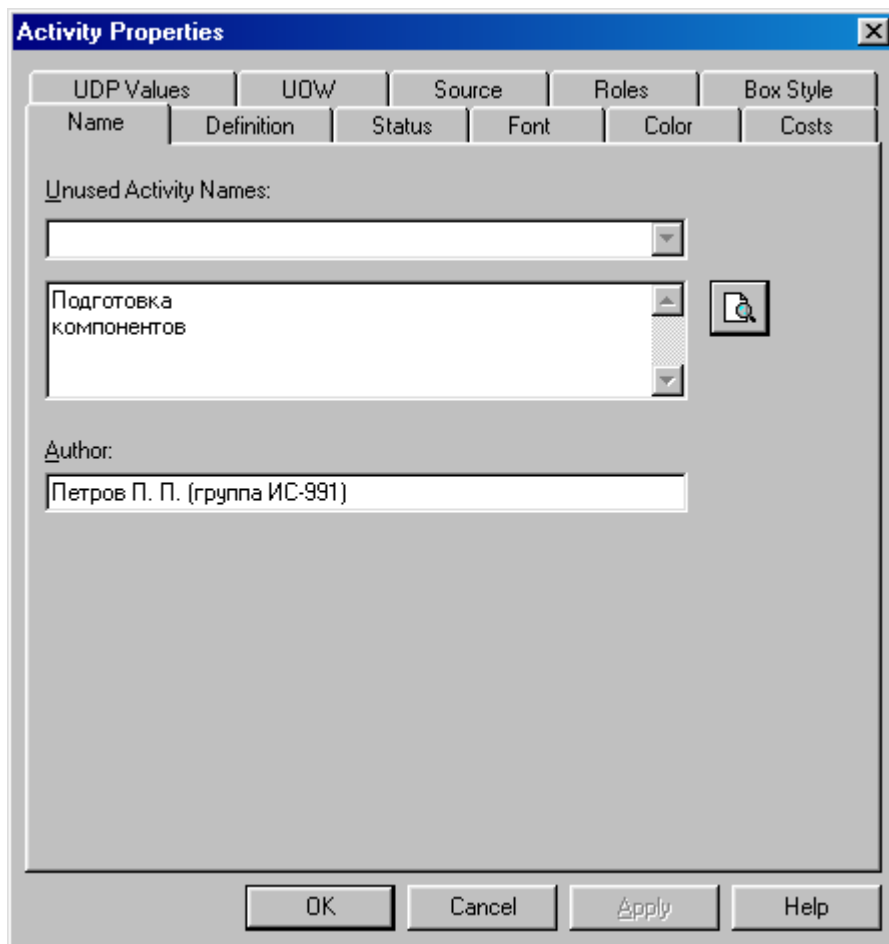 Activity Properties
UDP Values UOW Source Roles Box Style
Name Definition Status Font Color Costs
Unused Activity Names:
Подготовка
компонентов
Author:
Петров П. П. (группа ИС-991)
OK Cancel Apply Help